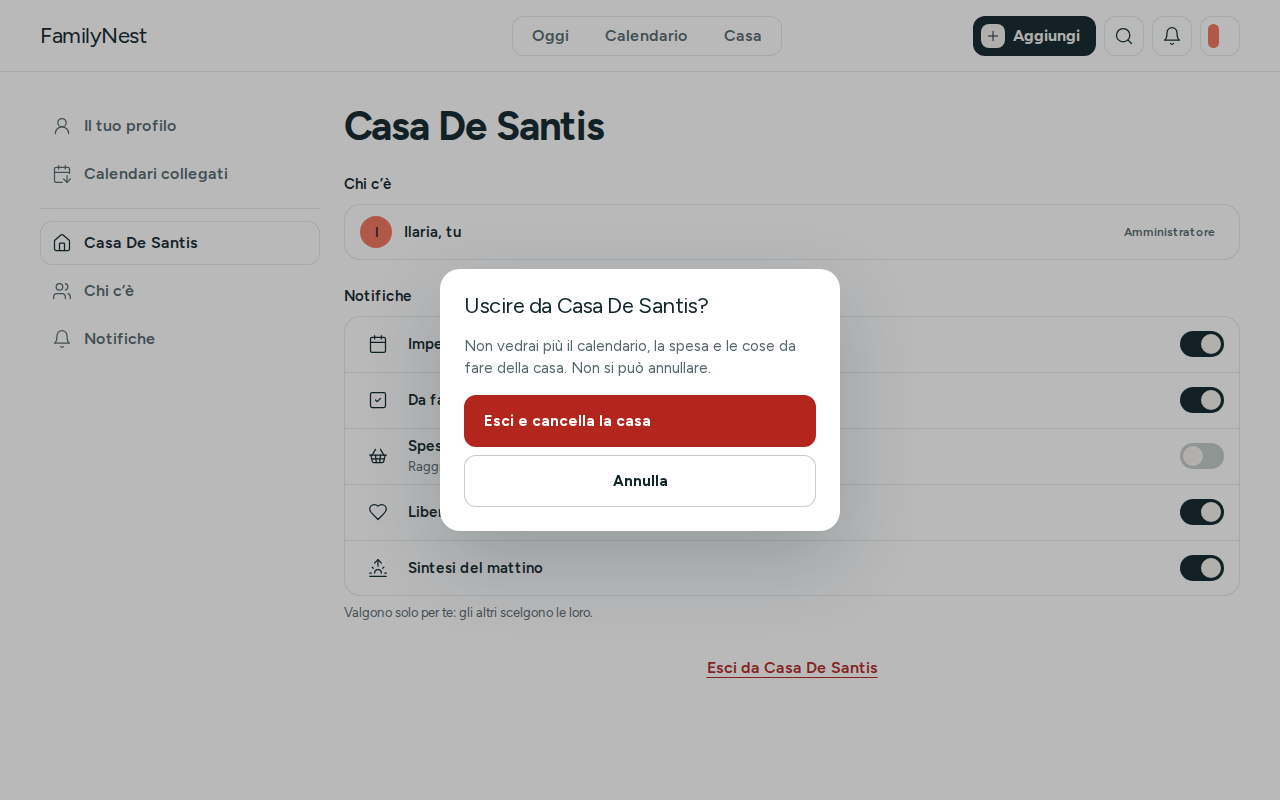 FamilyNest
Oggi
Calendario
Casa
Aggiungi
Il tuo profilo
Calendari collegati
Casa De Santis
Chi c’è
Notifiche
Casa De Santis
Chi c’è
I
Ilaria, tu
Amministratore
Notifiche
Uscire da Casa De Santis?
Non vedrai più il calendario, la spesa e le cose da
fare della casa. Non si può annullare.
Esci e cancella la casa
Annulla
Sintesi del mattino
Valgono solo per te: gli altri scelgono le loro.
Esci da Casa De Santis